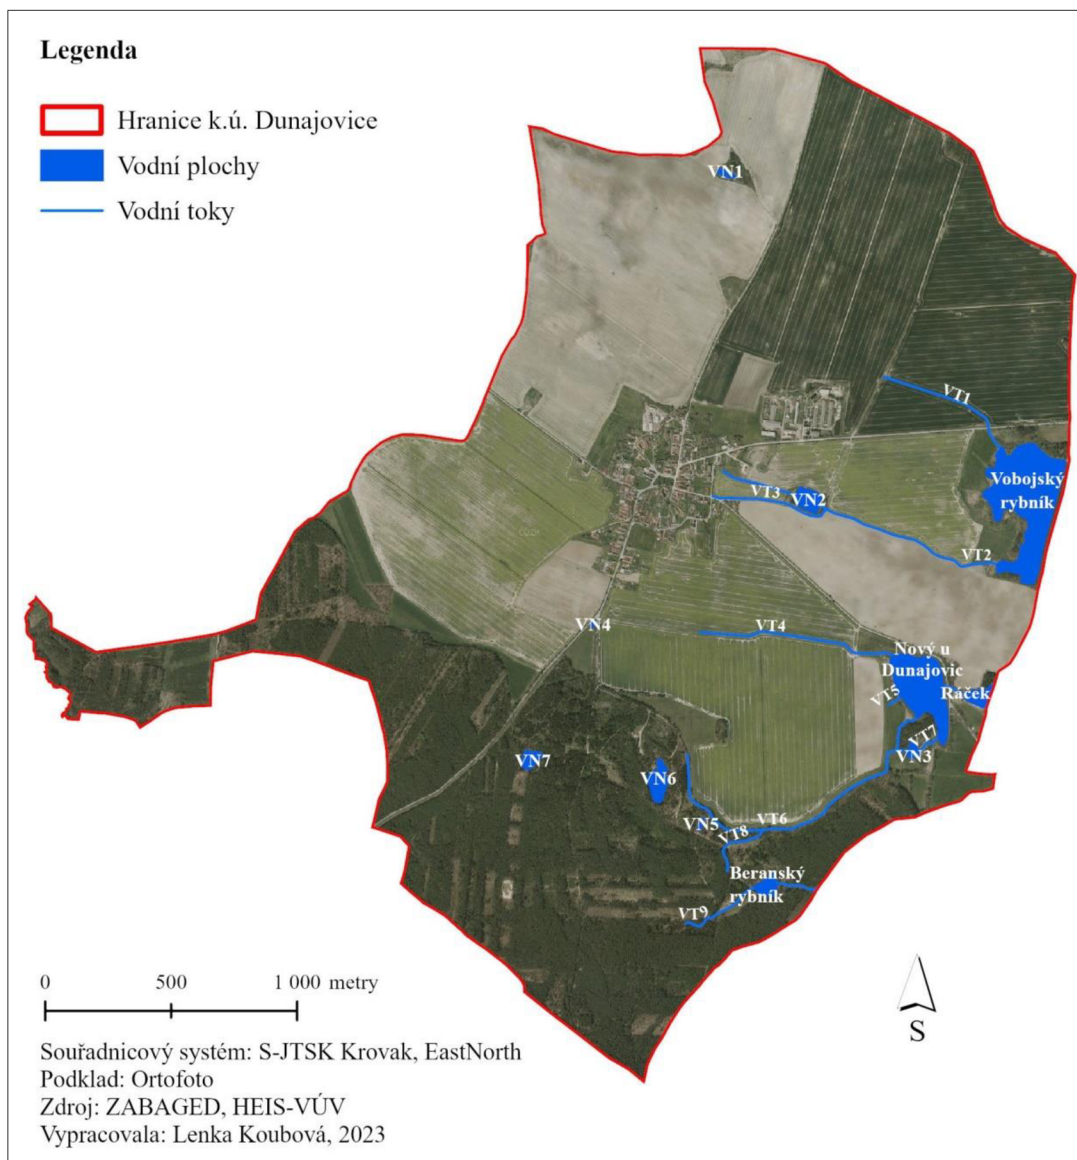 Legenda
Hranice k.ú. Dunajovice
Vodní plochy
Vodní toky
VN1
VT1
Vobojský
rybník
VT3
VN2
VT2
VN4
VT4
Nový u
Dunajovic
VT5
Ráček
VT7
VN3
VN7
VN6
VN5
VT6
VT8
Beranský
rybník
VT9
0 500 1 000 metry
S
Souřadnicový systém: S-JTSK Krovak, EastNorth
Podklad: Ortofoto
Zdroj: ZABAGED, HEIS-VÚV
Vypracovala: Lenka Koubová, 2023